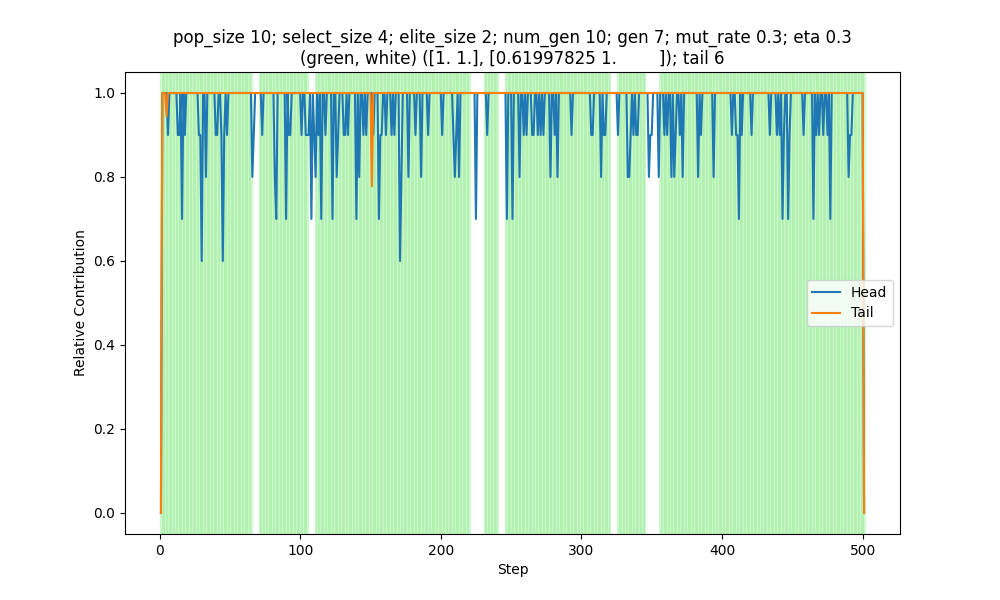 pop_size 10; select_size 4; elite_size 2; num_gen 10; gen 7; mut_rate 0.3; eta 0.3
(green, white) ([1. 1.], [0.61997825 1.         ]); tail 6
1.0
0.8
0.6
0.4
0.2
0.0
Relative Contribution
Head
Tail
0 100 200 300 400 500
Step